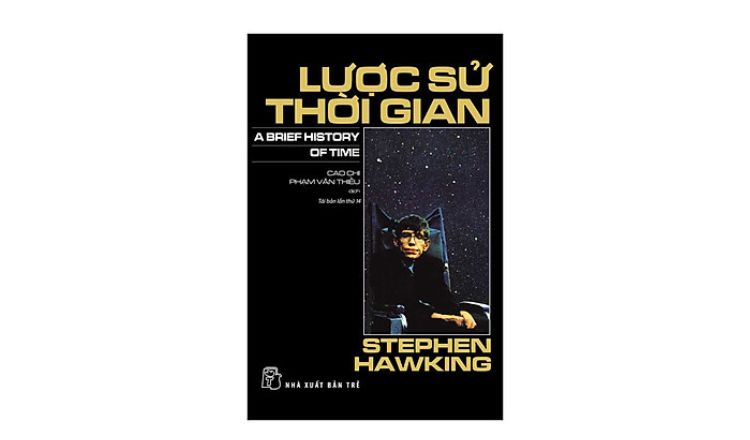 LƯỢC SỬ
THỜI GIAN
A BRIEF HISTORY
OF TIME
CAO CHI
PHẠM VĂN THIỀU
dịch
Tái bản lần thứ 14
STEPHEN
HAWKING
NHÀ XUẤT BẢN TRẺ